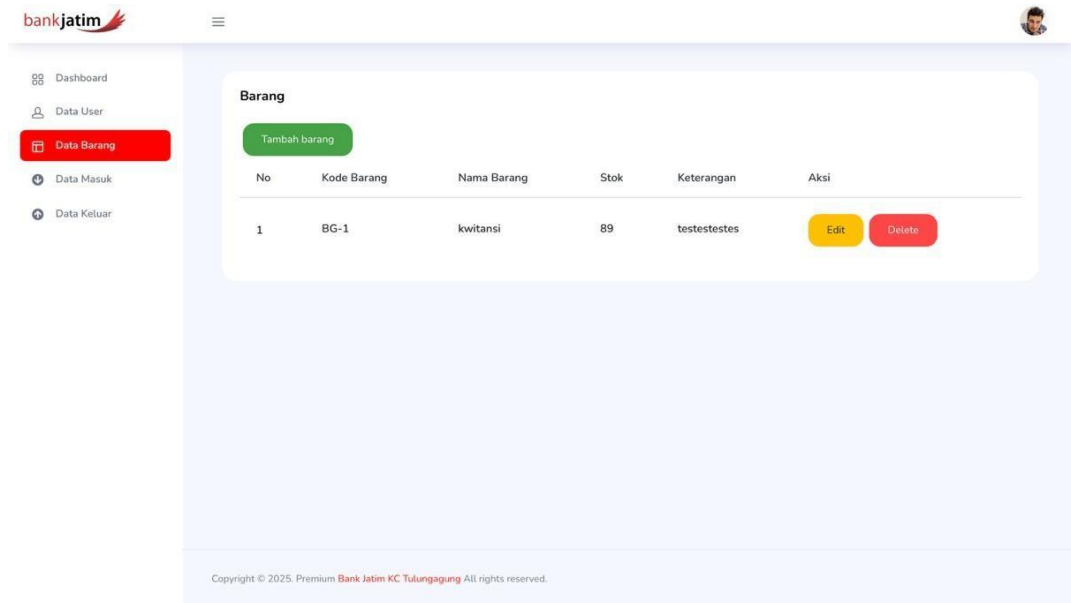 bankjatim
Dashboard
Data User
Data Barang
Data Masuk
Data Keluar
Barang
Tambah barang
No Kode Barang Nama Barang Stok Keterangan Aksi
1 BG-1 kwitansi 89 testestestes Edit Delete
Copyright © 2025. Premium Bank Jatim KC Tulungagung All rights reserved.